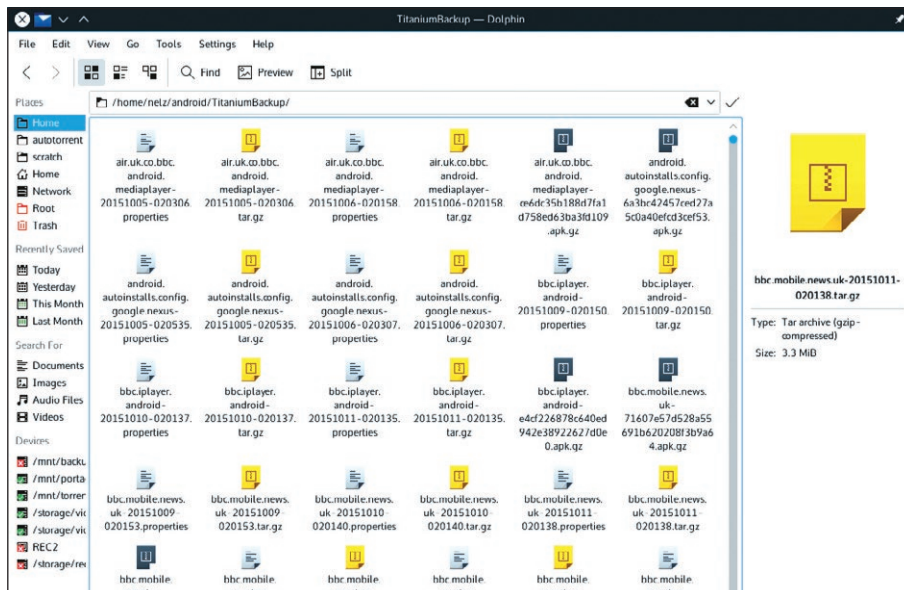 TitaniumBackup — Dolphin
File Edit View Go Tools Settings Help
Find Preview Split
Places
/home/nelz/android/TitaniumBackup/
Home
autotorrent
scratch
Home
Network
Root
Trash
Recently Saved
Today
Yesterday
This Month
Last Month
Search For
Documents
Images
Audio Files
Videos
Devices
/mnt/backu
/mnt/porta
/mnt/torrer
/storage/vid
/storage/vid
REC2
/storage/rec
air.uk.co.bbc.
android.
mediaplayer-
20151005-020306.
properties
air.uk.co.bbc.
android.
mediaplayer-
20151005-020306.
tar.gz
air.uk.co.bbc.
android.
mediaplayer-
20151006-020158.
properties
air.uk.co.bbc.
android.
mediaplayer-
20151006-020158.
tar.gz
air.uk.co.bbc.
android.
mediaplayer-
ce6dc35b188d7fa1
d758ed63ba3fd109
.apk.gz
android.
autoinstalls.config.
google.nexus-
6a3bc42457ced27a
5c0a40efcd3cef53.
apk.gz
android.
autoinstalls.config.
google.nexus-
20151005-020535.
properties
android.
autoinstalls.config.
google.nexus-
20151005-020535.
tar.gz
android.
autoinstalls.config.
google.nexus-
20151006-020307.
properties
android.
autoinstalls.config.
google.nexus-
20151006-020307.
tar.gz
bbc.iplayer.
android-
20151009-020150.
properties
bbc.iplayer.
android-
20151009-020150.
tar.gz
bbc.iplayer.
android-
20151010-020137.
properties
bbc.iplayer.
android-
20151010-020137.
tar.gz
bbc.iplayer.
android-
20151011-020135.
properties
bbc.iplayer.
android-
20151011-020135.
tar.gz
bbc.iplayer.
android-
e4cf226878c640ed
942e38922627d0e
0.apk.gz
bbc.mobile.news.
uk-
71607e57d528a55
691b620208f3b9a6
4.apk.gz
bbc.mobile.news.
uk-20151009-
020153.properties
bbc.mobile.news.
uk-20151009-
020153.tar.gz
bbc.mobile.news.
uk-20151010-
020140.properties
bbc.mobile.news.
uk-20151010-
020140.tar.gz
bbc.mobile.news.
uk-20151011-
020138.properties
bbc.mobile.news.
uk-20151011-
020138.tar.gz
bbc.mobile.
bbc.mobile.
bbc.mobile.
bbc.mobile.
bbc.mobile.
bbc.mobile.
bbc.mobile.news.uk-20151011-
020138.tar.gz
Type: Tar archive (gzip-
compressed)
Size: 3.3 MiB